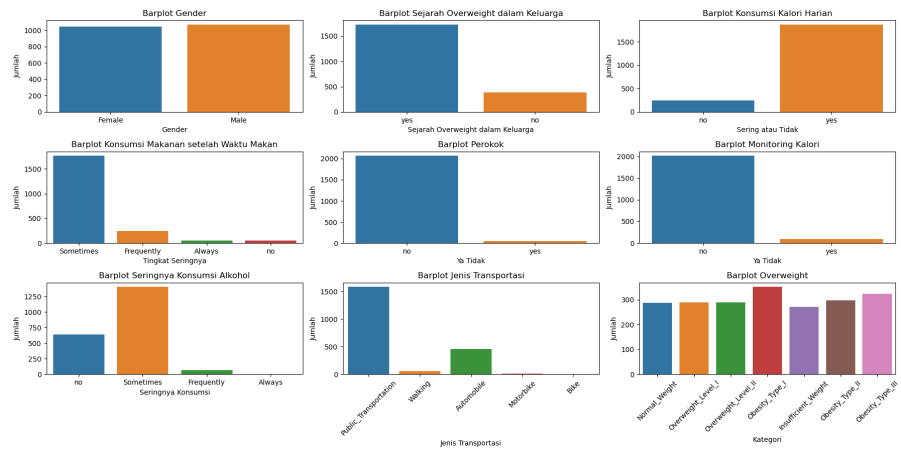 Barplot Gender
Jumlah
1000
800
600
400
200
0
Female Male
Gender
Barplot Sejarah Overweight dalam Keluarga
Jumlah
1500
1000
500
0
yes no
Sejarah Overweight dalam Keluarga
Barplot Konsumsi Kalori Harian
Jumlah
1500
1000
500
0
no yes
Sering atau Tidak
Barplot Konsumsi Makanan setelah Waktu Makan
Jumlah
1500
1000
500
0
Sometimes Frequently Always no
Tingkat Seringnya
Barplot Perokok
Jumlah
2000
1500
1000
500
0
no yes
Ya Tidak
Barplot Monitoring Kalori
Jumlah
2000
1500
1000
500
0
no yes
Ya Tidak
Barplot Seringnya Konsumsi Alkohol
Jumlah
1250
1000
750
500
250
0
no Sometimes Frequently Always
Seringnya Konsumsi
Barplot Jenis Transportasi
Jumlah
1500
1000
500
0
Public_Transportation Walking Automobile Motorbike Bike
Jenis Transportasi
Barplot Overweight
Jumlah
300
200
100
0
Normal_Weight Overweight_Level_I Overweight_Level_II Obesity_Type_I Insufficient_Weight Obesity_Type_II Obesity_Type_III
Kategori